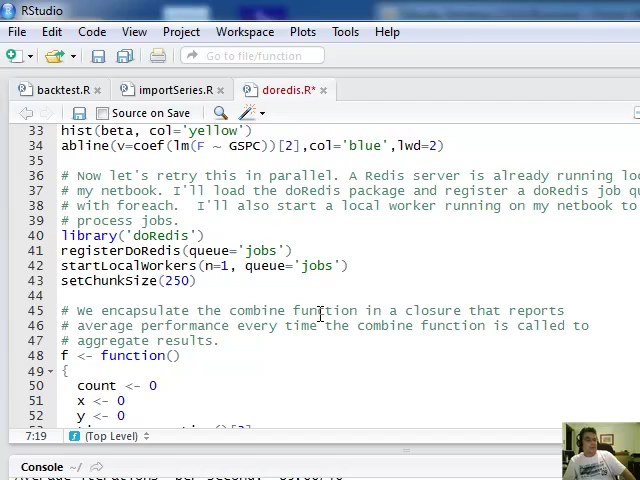 RStudio
File Edit Code View Project Workspace Plots Tools Help
Go to file/function
backtest.R importSeries.R doredis.R*
Source on Save
33 hist(beta, col='yellow')
34 abline(v=coef(lm(F ~ GSPC))[2],col='blue',lwd=2)
35
36 # Now let's retry this in parallel. A Redis server is already running loc
37 # my netbook. I'll load the doRedis package and register a doRedis job qu
38 # with foreach. I'll also start a local worker running on my netbook to
39 # process jobs.
40 library('doRedis')
41 registerDoRedis(queue='jobs')
42 startLocalWorkers(n=1, queue='jobs')
43 setChunkSize(250)
44
45 # We encapsulate the combine function in a closure that reports
46 # average performance every time the combine function is called to
47 # aggregate results.
48 f <- function()
49 {
50 count <- 0
51 x <- 0
52 y <- 0
7:19 (Top Level)
Console ~/